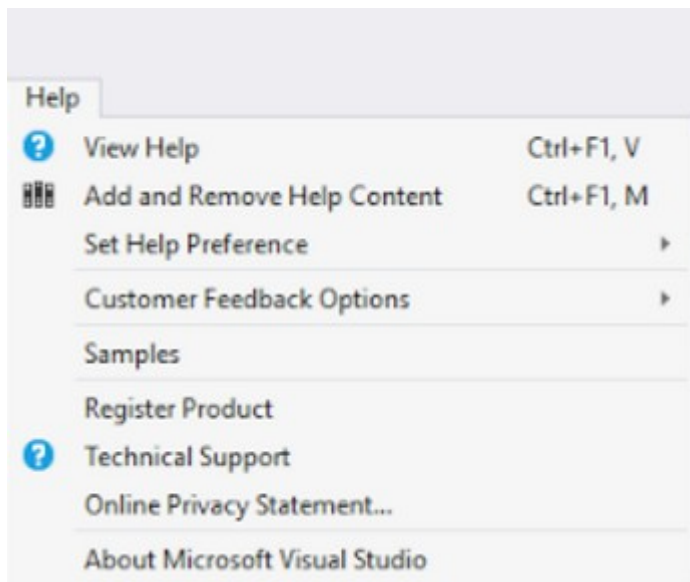 Help
View Help Ctrl+F1, V
Add and Remove Help Content Ctrl+F1, M
Set Help Preference
Customer Feedback Options
Samples
Register Product
Technical Support
Online Privacy Statement...
About Microsoft Visual Studio